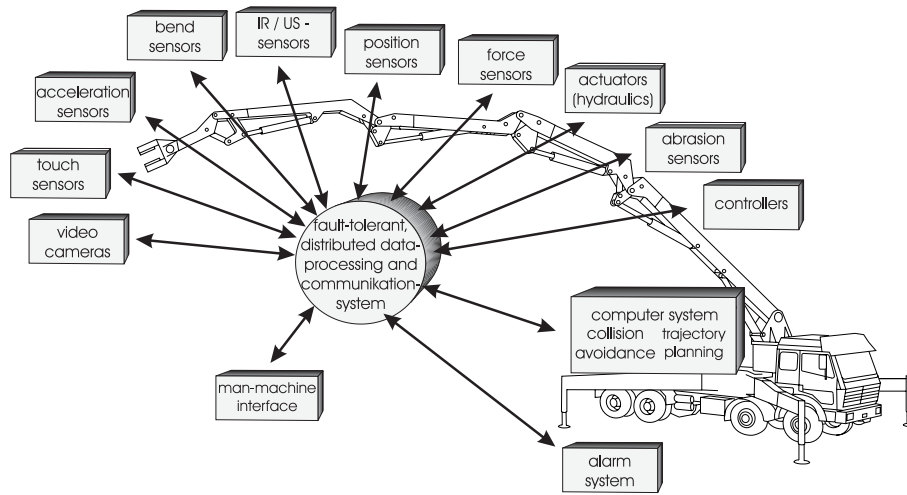 bend
sensors
IR / US -
sensors
position
sensors
force
sensors
actuators
(hydraulics)
acceleration
sensors
abrasion
sensors
touch
sensors
controllers
video
cameras
fault-tolerant,
distributed data-
processing and
communikation-
system
computer system
collision trajectory
avoidance planning
man-machine
interface
alarm
system